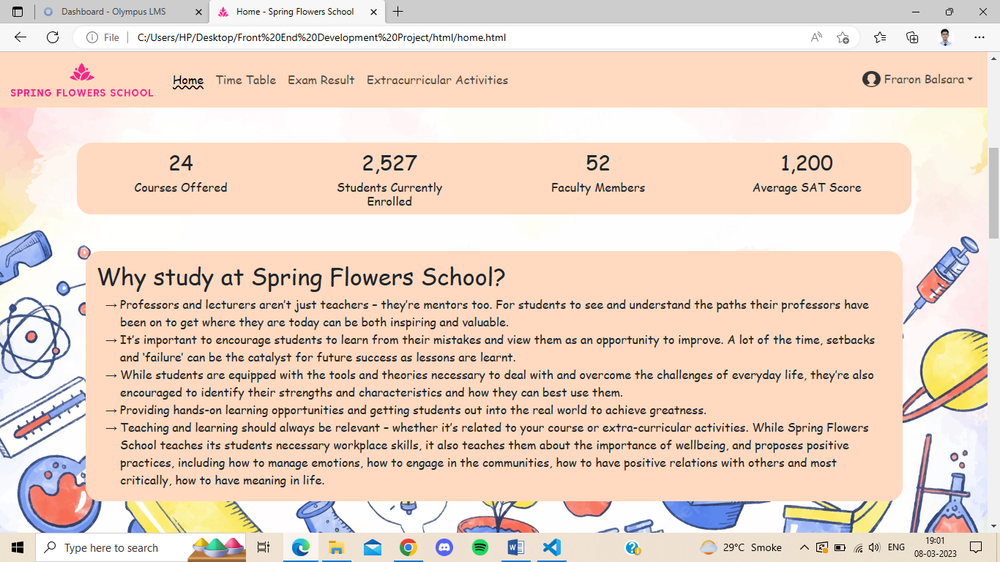 Dashboard - Olympus LMS
Home - Spring Flowers School
File
C:/Users/HP/Desktop/Front%20End%20Development%20Project/html/home.html
SPRING FLOWERS SCHOOL
Home Time Table Exam Result Extracurricular Activities
Fraron Balsara
24 2,527 52 1,200
Courses Offered Students Currently Faculty Members Average SAT Score
Enrolled
Why study at Spring Flowers School?
→ Professors and lecturers aren’t just teachers – they’re mentors too. For students to see and understand the paths their professors have
been on to get where they are today can be both inspiring and valuable.
→ It’s important to encourage students to learn from their mistakes and view them as an opportunity to improve. A lot of the time, setbacks
and ‘failure’ can be the catalyst for future success as lessons are learnt.
→ While students are equipped with the tools and theories necessary to deal with and overcome the challenges of everyday life, they’re also
encouraged to identify their strengths and characteristics and how they can best use them.
→ Providing hands-on learning opportunities and getting students out into the real world to achieve greatness.
→ Teaching and learning should always be relevant – whether it’s related to your course or extra-curricular activities. While Spring Flowers
School teaches its students necessary workplace skills, it also teaches them about the importance of wellbeing, and proposes positive
practices, including how to manage emotions, how to engage in the communities, how to have positive relations with others and most
critically, how to have meaning in life.
Type here to search
29°C Smoke
ENG
19:01
08-03-2023